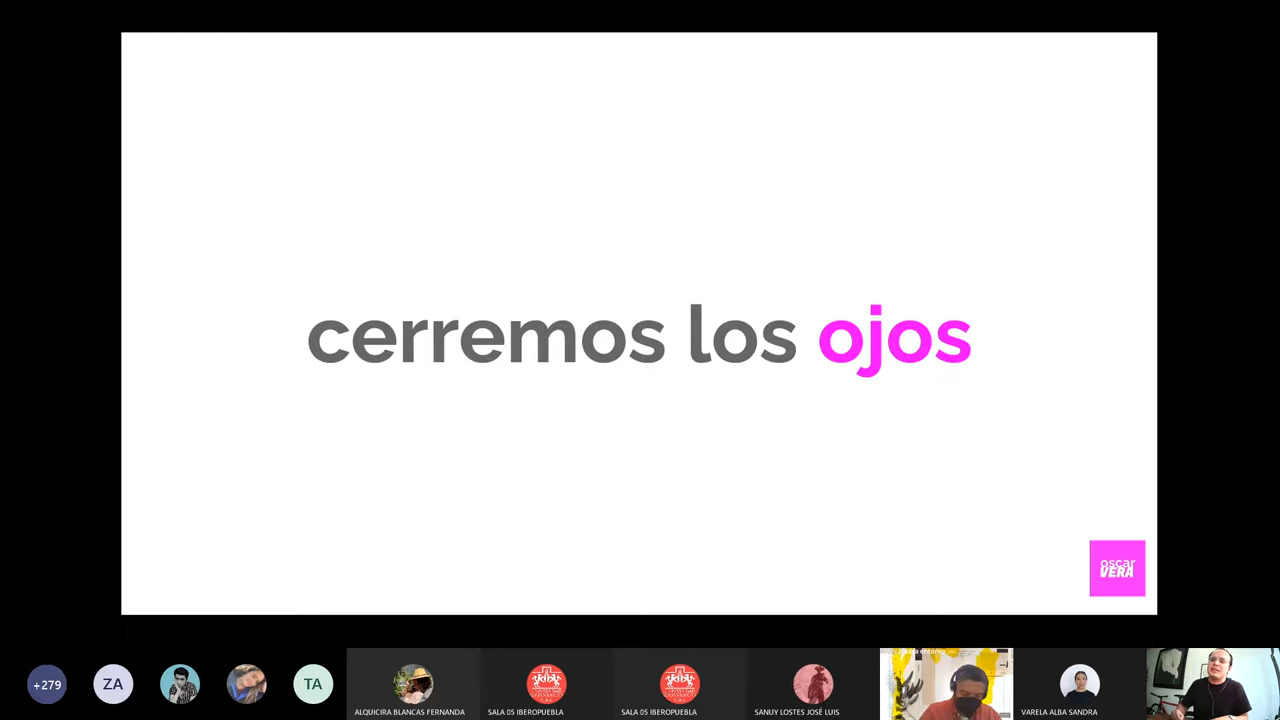 cerremos los ojos
oscar
VERA
+279
ZA
TA
ALQUICIRA BLANCAS FERNANDA
SALA 05 IBEROPUEBLA
SALA 05 IBEROPUEBLA
SANUY LOSTES JOSÉ LUIS
VARELA ALBA SANDRA